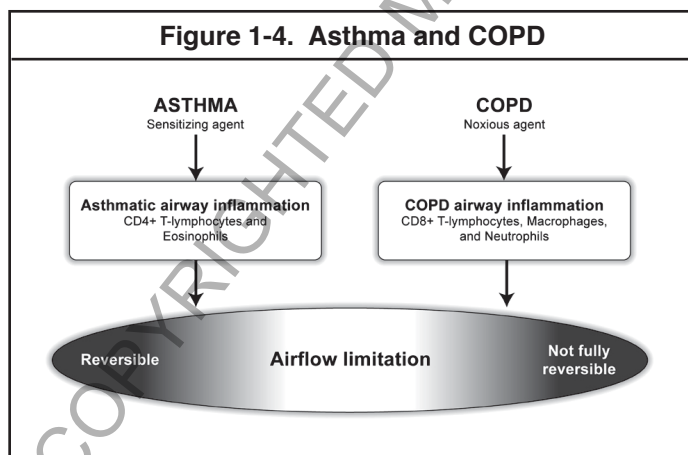 Figure 1-4. Asthma and COPD
ASTHMA
Sensitizing agent
COPD
Noxious agent
Asthmatic airway inflammation
CD4+ T-lymphocytes and
Eosinophils
COPD airway inflammation
CD8+ T-lymphocytes, Macrophages,
and Neutrophils
Reversible
Airflow limitation
Not fully
reversible
COPYRIGHTED